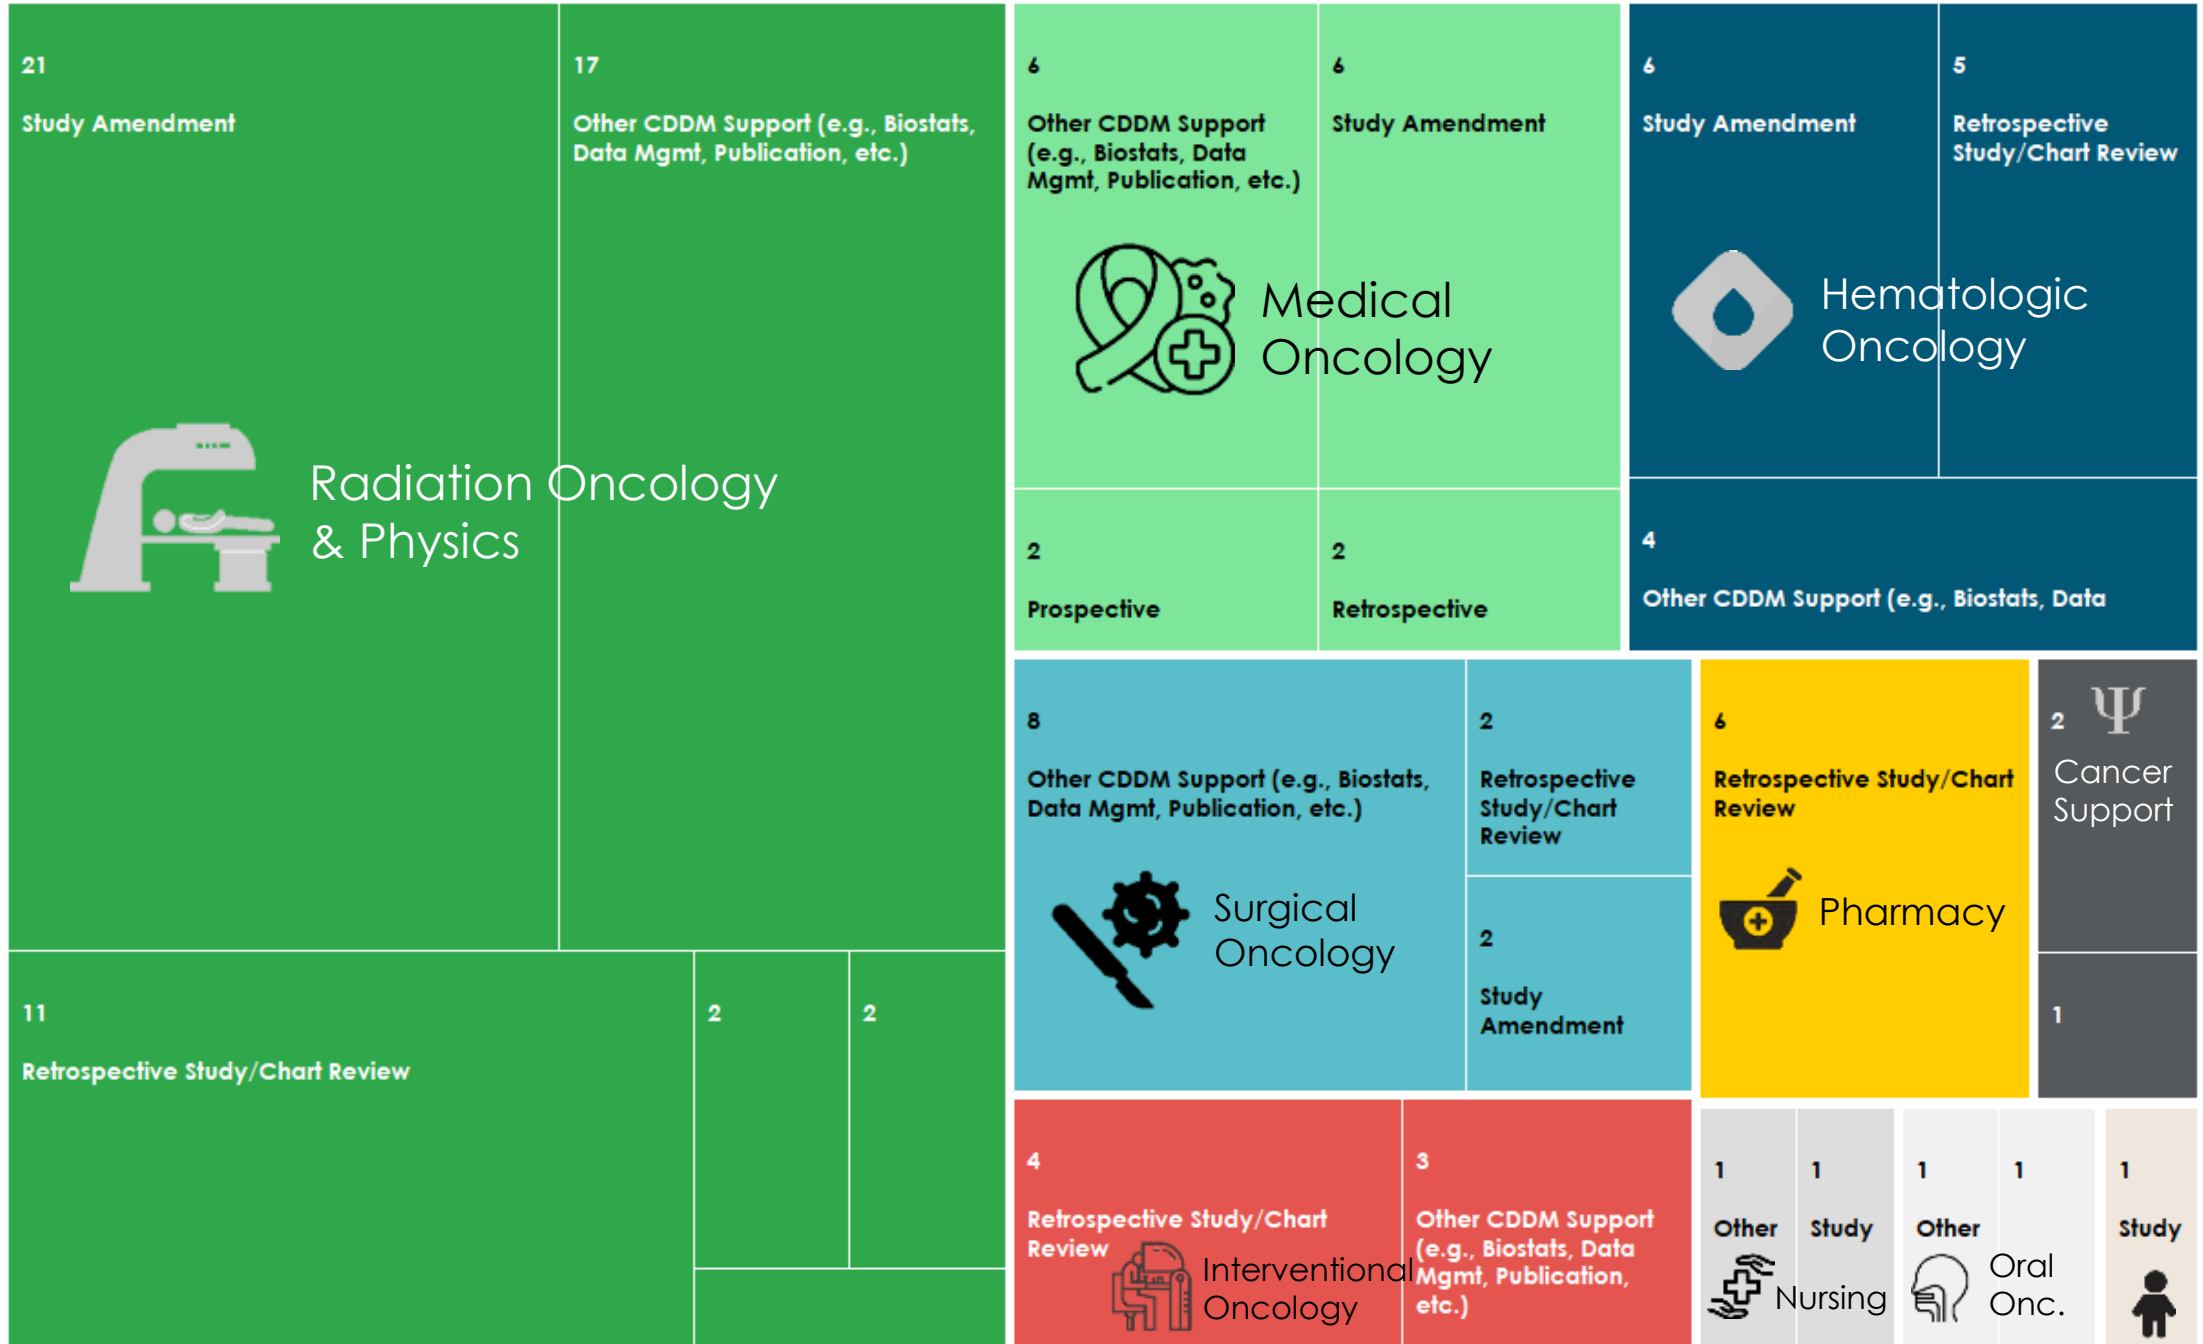 21
Study Amendment
17
Other CDDM Support (e.g., Biostats,
Data Mgmt, Publication, etc.)
Radiation Oncology
& Physics
11
Retrospective Study/Chart Review
2
2
6
Other CDDM Support
(e.g., Biostats, Data
Mgmt, Publication, etc.)
6
Study Amendment
Medical
Oncology
2
Prospective
2
Retrospective
6
Study Amendment
5
Retrospective
Study/Chart Review
Hematologic
Oncology
4
Other CDDM Support (e.g., Biostats, Data
8
Other CDDM Support (e.g., Biostats,
Data Mgmt, Publication, etc.)
2
Retrospective
Study/Chart
Review
Surgical
Oncology
2
Study
Amendment
6
Retrospective Study/Chart
Review
Pharmacy
2
Ψ
Cancer
Support
1
4
Retrospective Study/Chart
Review
Interventional
Oncology
3
Other CDDM Support
(e.g., Biostats, Data
Mgmt, Publication,
etc.)
1
Other
1
Study
Nursing
1
Other
1
Oral
Onc.
1
Study